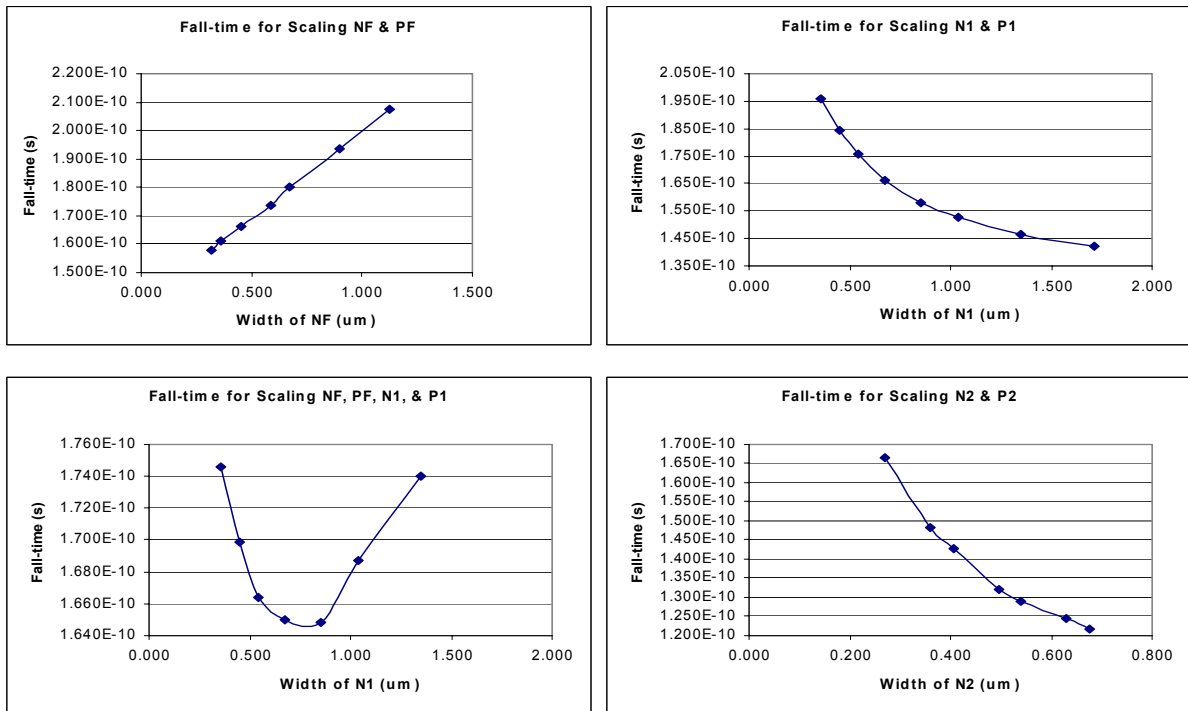 Fall-time for Scaling NF & PF
Fall-time (s)
2.200E-10
2.100E-10
2.000E-10
1.900E-10
1.800E-10
1.700E-10
1.600E-10
1.500E-10
0.000 0.500 1.000 1.500
Width of NF (um)
Fall-time for Scaling N1 & P1
Fall-time (s)
2.050E-10
1.950E-10
1.850E-10
1.750E-10
1.650E-10
1.550E-10
1.450E-10
1.350E-10
0.000 0.500 1.000 1.500 2.000
Width of N1 (um)
Fall-time for Scaling NF, PF, N1, & P1
Fall-time (s)
1.760E-10
1.740E-10
1.720E-10
1.700E-10
1.680E-10
1.660E-10
1.640E-10
0.000 0.500 1.000 1.500 2.000
Width of N1 (um)
Fall-time for Scaling N2 & P2
Fall-time (s)
1.700E-10
1.650E-10
1.600E-10
1.550E-10
1.500E-10
1.450E-10
1.400E-10
1.350E-10
1.300E-10
1.250E-10
1.200E-10
0.000 0.200 0.400 0.600 0.800
Width of N2 (um)